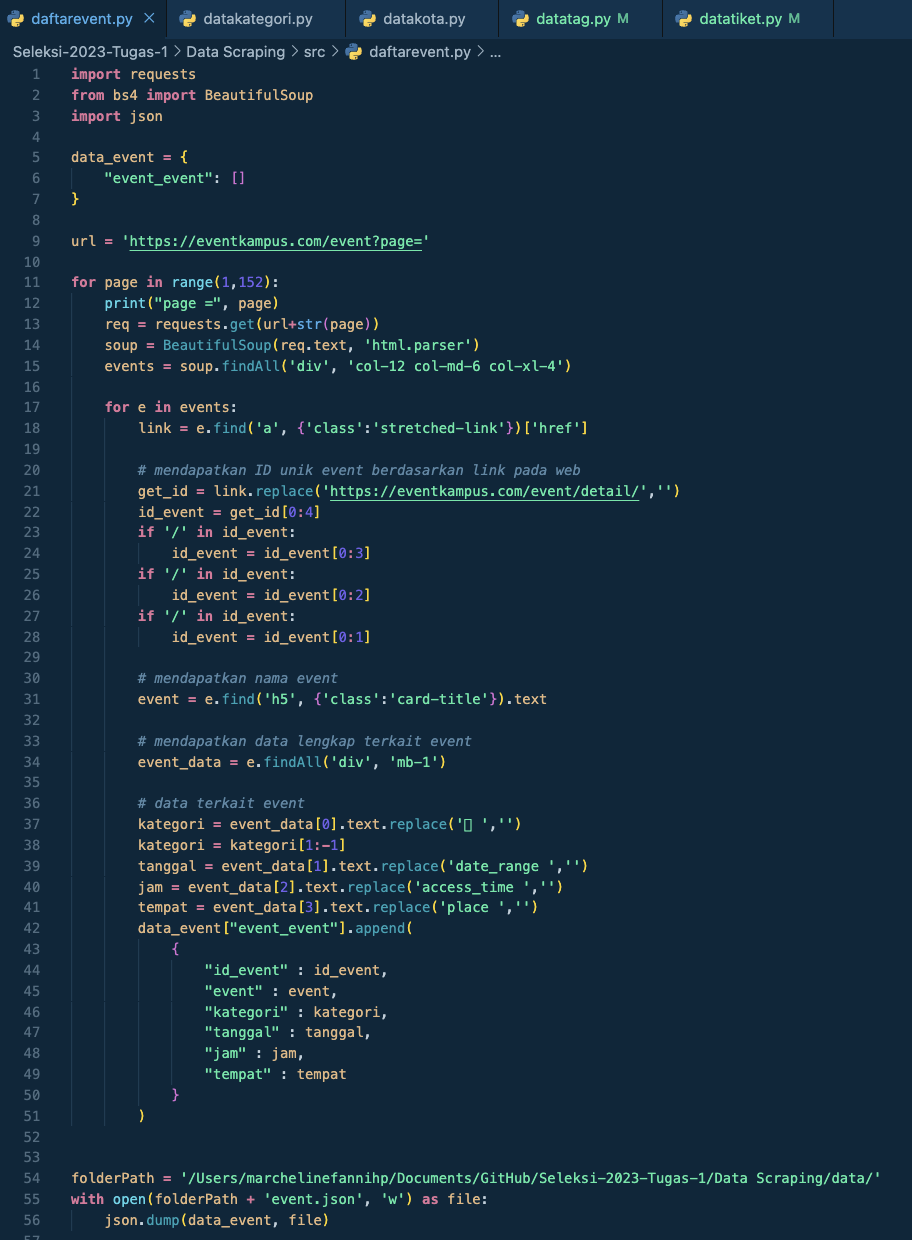 daftarevent.py × datakategori.py datakota.py datatag.py M datatiket.py M
Seleksi-2023-Tugas-1 > Data Scraping > src > daftarevent.py > ...
1 import requests
2 from bs4 import BeautifulSoup
3 import json
4
5 data_event = {
6     "event_event": []
7 }
8
9 url = 'https://eventkampus.com/event?page='
10
11 for page in range(1,152):
12     print("page =", page)
13     req = requests.get(url+str(page))
14     soup = BeautifulSoup(req.text, 'html.parser')
15     events = soup.findAll('div', 'col-12 col-md-6 col-xl-4')
16
17     for e in events:
18         link = e.find('a', {'class':'stretched-link'})['href']
19
20         # mendapatkan ID unik event berdasarkan link pada web
21         get_id = link.replace('https://eventkampus.com/event/detail/','')
22         id_event = get_id[0:4]
23         if '/' in id_event:
24             id_event = id_event[0:3]
25         if '/' in id_event:
26             id_event = id_event[0:2]
27         if '/' in id_event:
28             id_event = id_event[0:1]
29
30         # mendapatkan nama event
31         event = e.find('h5', {'class':'card-title'}).text
32
33         # mendapatkan data lengkap terkait event
34         event_data = e.findAll('div', 'mb-1')
35
36         # data terkait event
37         kategori = event_data[0].text.replace('▯ ','')
38         kategori = kategori[1:-1]
39         tanggal = event_data[1].text.replace('date_range ','')
40         jam = event_data[2].text.replace('access_time ','')
41         tempat = event_data[3].text.replace('place ','')
42         data_event["event_event"].append(
43             {
44                 "id_event" : id_event,
45                 "event" : event,
46                 "kategori" : kategori,
47                 "tanggal" : tanggal,
48                 "jam" : jam,
49                 "tempat" : tempat
50             }
51         )
52
53
54 folderPath = '/Users/marchelinefannihp/Documents/GitHub/Seleksi-2023-Tugas-1/Data Scraping/data/'
55 with open(folderPath + 'event.json', 'w') as file:
56     json.dump(data_event, file)
57